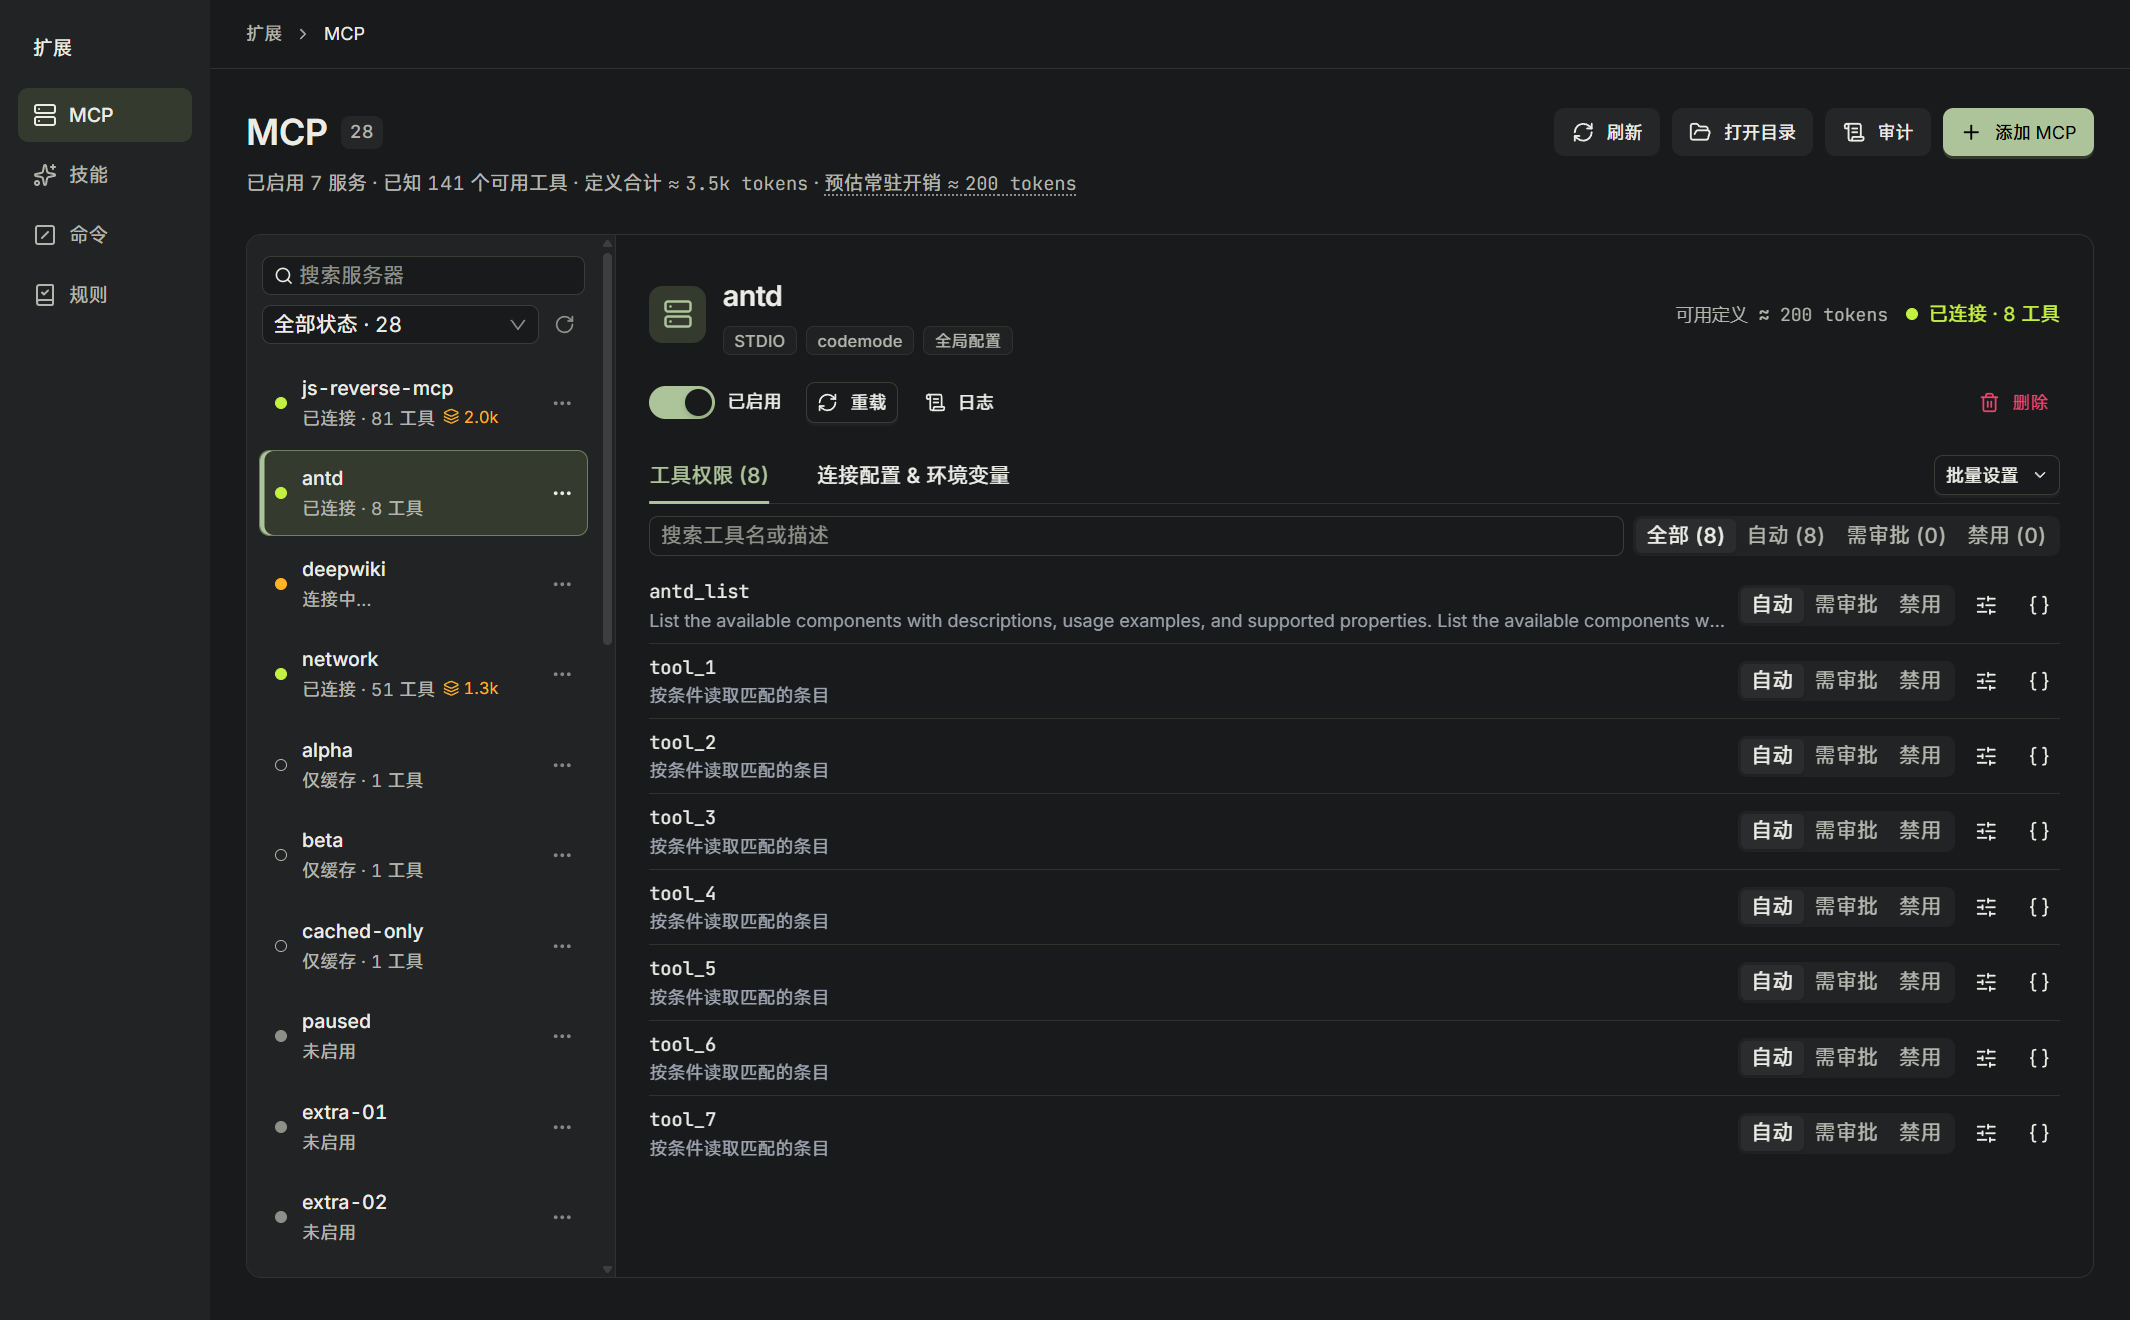 扩展
MCP
技能
命令
规则
扩展 > MCP
MCP 28
刷新
打开目录
审计
添加 MCP
已启用 7 服务 · 已知 141 个可用工具 · 定义合计 ≈ 3.5k tokens · 预估常驻开销 ≈ 200 tokens
搜索服务器
全部状态 · 28
js-reverse-mcp
已连接 · 81 工具 2.0k
antd
已连接 · 8 工具
deepwiki
连接中...
network
已连接 · 51 工具 1.3k
alpha
仅缓存 · 1 工具
beta
仅缓存 · 1 工具
cached-only
仅缓存 · 1 工具
paused
未启用
extra-01
未启用
extra-02
未启用
antd
STDIO codemode 全局配置
可用定义 ≈ 200 tokens 已连接 · 8 工具
已启用 重载 日志 删除
工具权限 (8) 连接配置 & 环境变量 批量设置
搜索工具名或描述 全部 (8) 自动 (8) 需审批 (0) 禁用 (0)
antd_list
List the available components with descriptions, usage examples, and supported properties. List the available components w...
自动 需审批 禁用 {}
tool_1
按条件读取匹配的条目
自动 需审批 禁用 {}
tool_2
按条件读取匹配的条目
自动 需审批 禁用 {}
tool_3
按条件读取匹配的条目
自动 需审批 禁用 {}
tool_4
按条件读取匹配的条目
自动 需审批 禁用 {}
tool_5
按条件读取匹配的条目
自动 需审批 禁用 {}
tool_6
按条件读取匹配的条目
自动 需审批 禁用 {}
tool_7
按条件读取匹配的条目
自动 需审批 禁用 {}